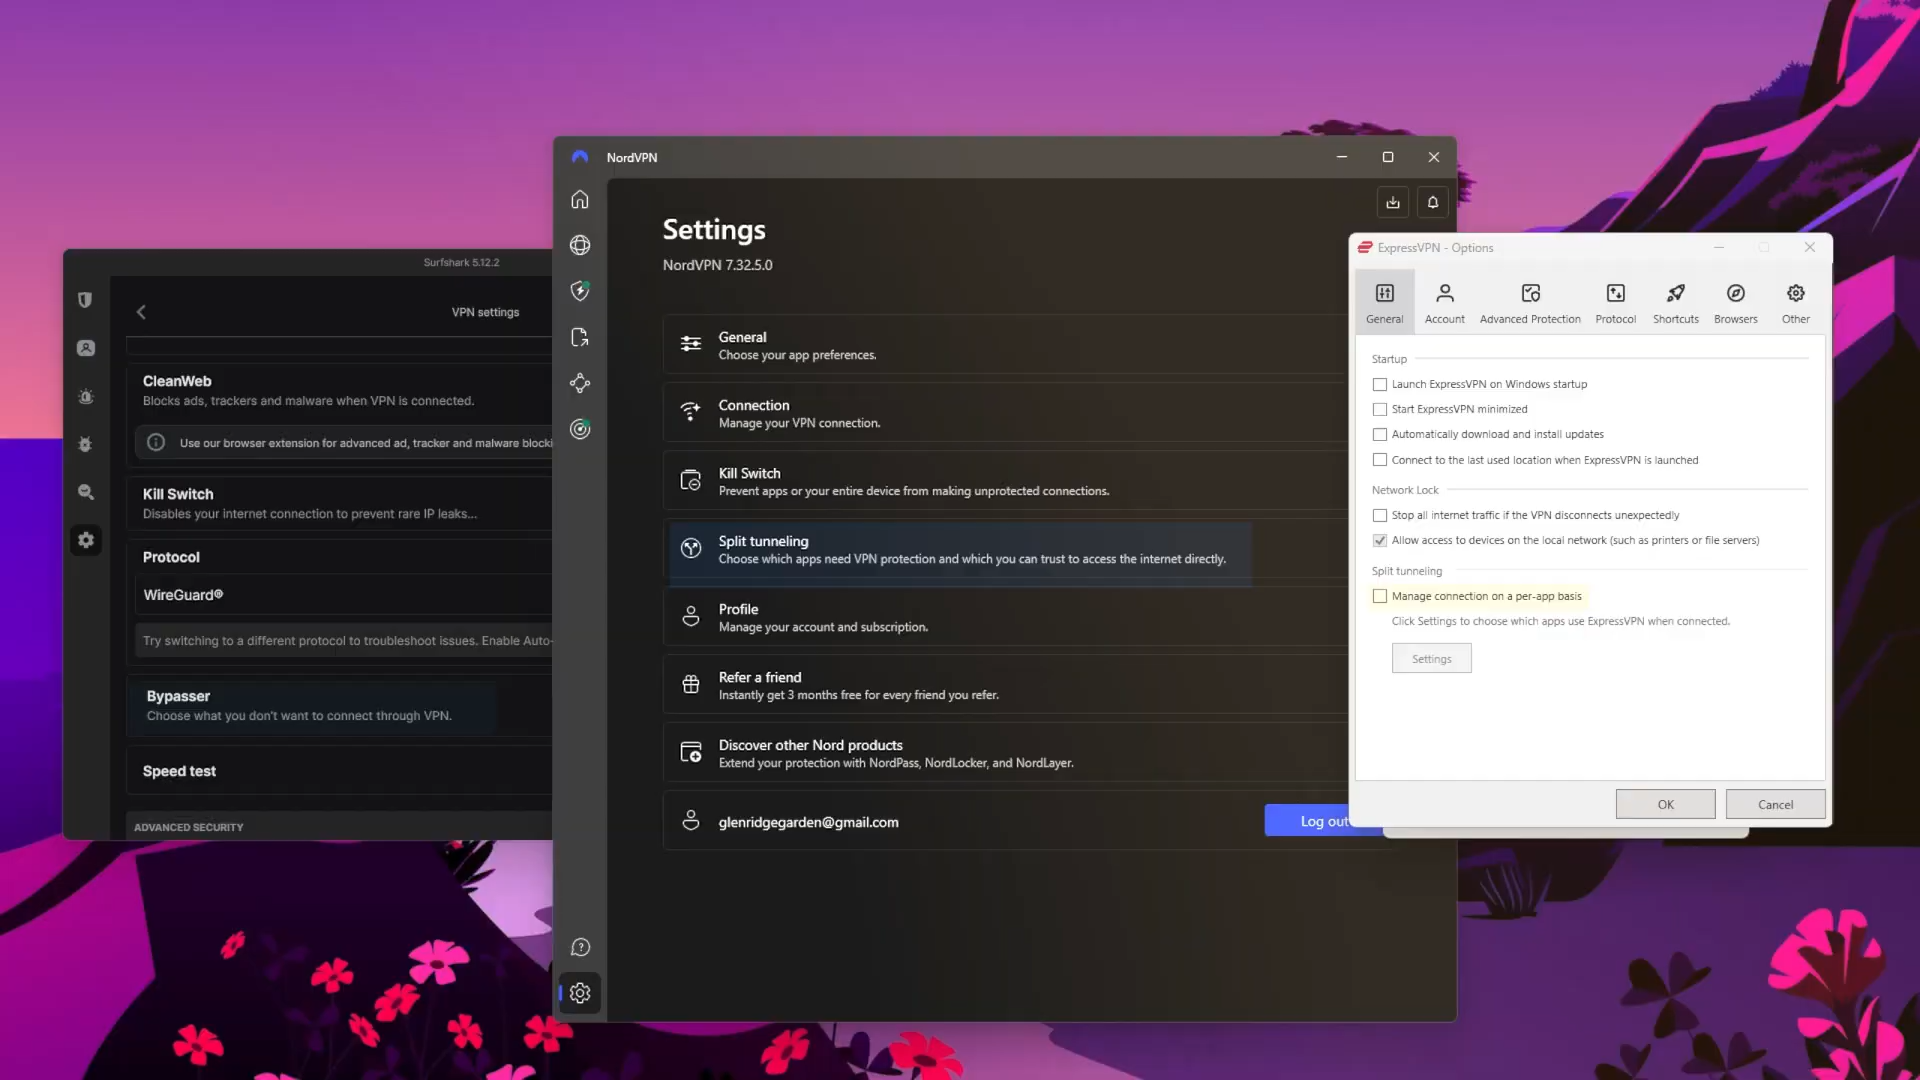 Surfshark 5.12.2
VPN settings
CleanWeb
Blocks ads, trackers and malware when VPN is connected.
Use our browser extension for advanced ad, tracker and malware blocki
Kill Switch
Disables your internet connection to prevent rare IP leaks...
Protocol
WireGuard®
Try switching to a different protocol to troubleshoot issues. Enable Auto-
Bypasser
Choose what you don't want to connect through VPN.
Speed test
ADVANCED SECURITY
NordVPN
Settings
NordVPN 7.32.5.0
General
Choose your app preferences.
Connection
Manage your VPN connection.
Kill Switch
Prevent apps or your entire device from making unprotected connections.
Split tunneling
Choose which apps need VPN protection and which you can trust to access the internet directly.
Profile
Manage your account and subscription.
Refer a friend
Instantly get 3 months free for every friend you refer.
Discover other Nord products
Extend your protection with NordPass, NordLocker, and NordLayer.
glenridgegarden@gmail.com
Log out
ExpressVPN - Options
General
Account
Advanced Protection
Protocol
Shortcuts
Browsers
Other
Startup
Launch ExpressVPN on Windows startup
Start ExpressVPN minimized
Automatically download and install updates
Connect to the last used location when ExpressVPN is launched
Network Lock
Stop all internet traffic if the VPN disconnects unexpectedly
Allow access to devices on the local network (such as printers or file servers)
Split tunneling
Manage connection on a per-app basis
Click Settings to choose which apps use ExpressVPN when connected.
Settings
OK
Cancel